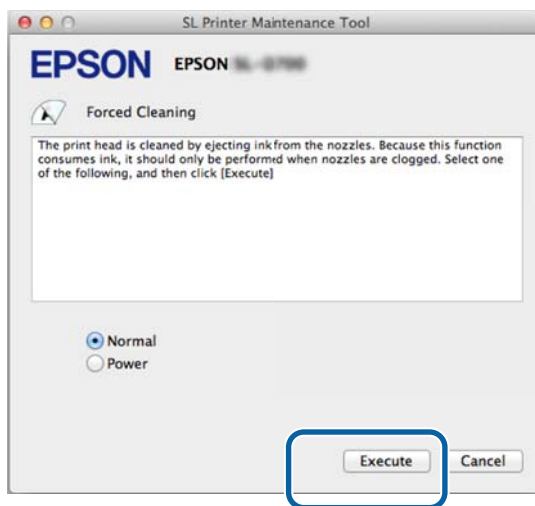 SL Printer Maintenance Tool
EPSON EPSON
Forced Cleaning
The print head is cleaned by ejecting ink from the nozzles. Because this function
consumes ink, it should only be performed when nozzles are clogged. Select one
of the following, and then click [Execute]
Normal
Power
Execute Cancel